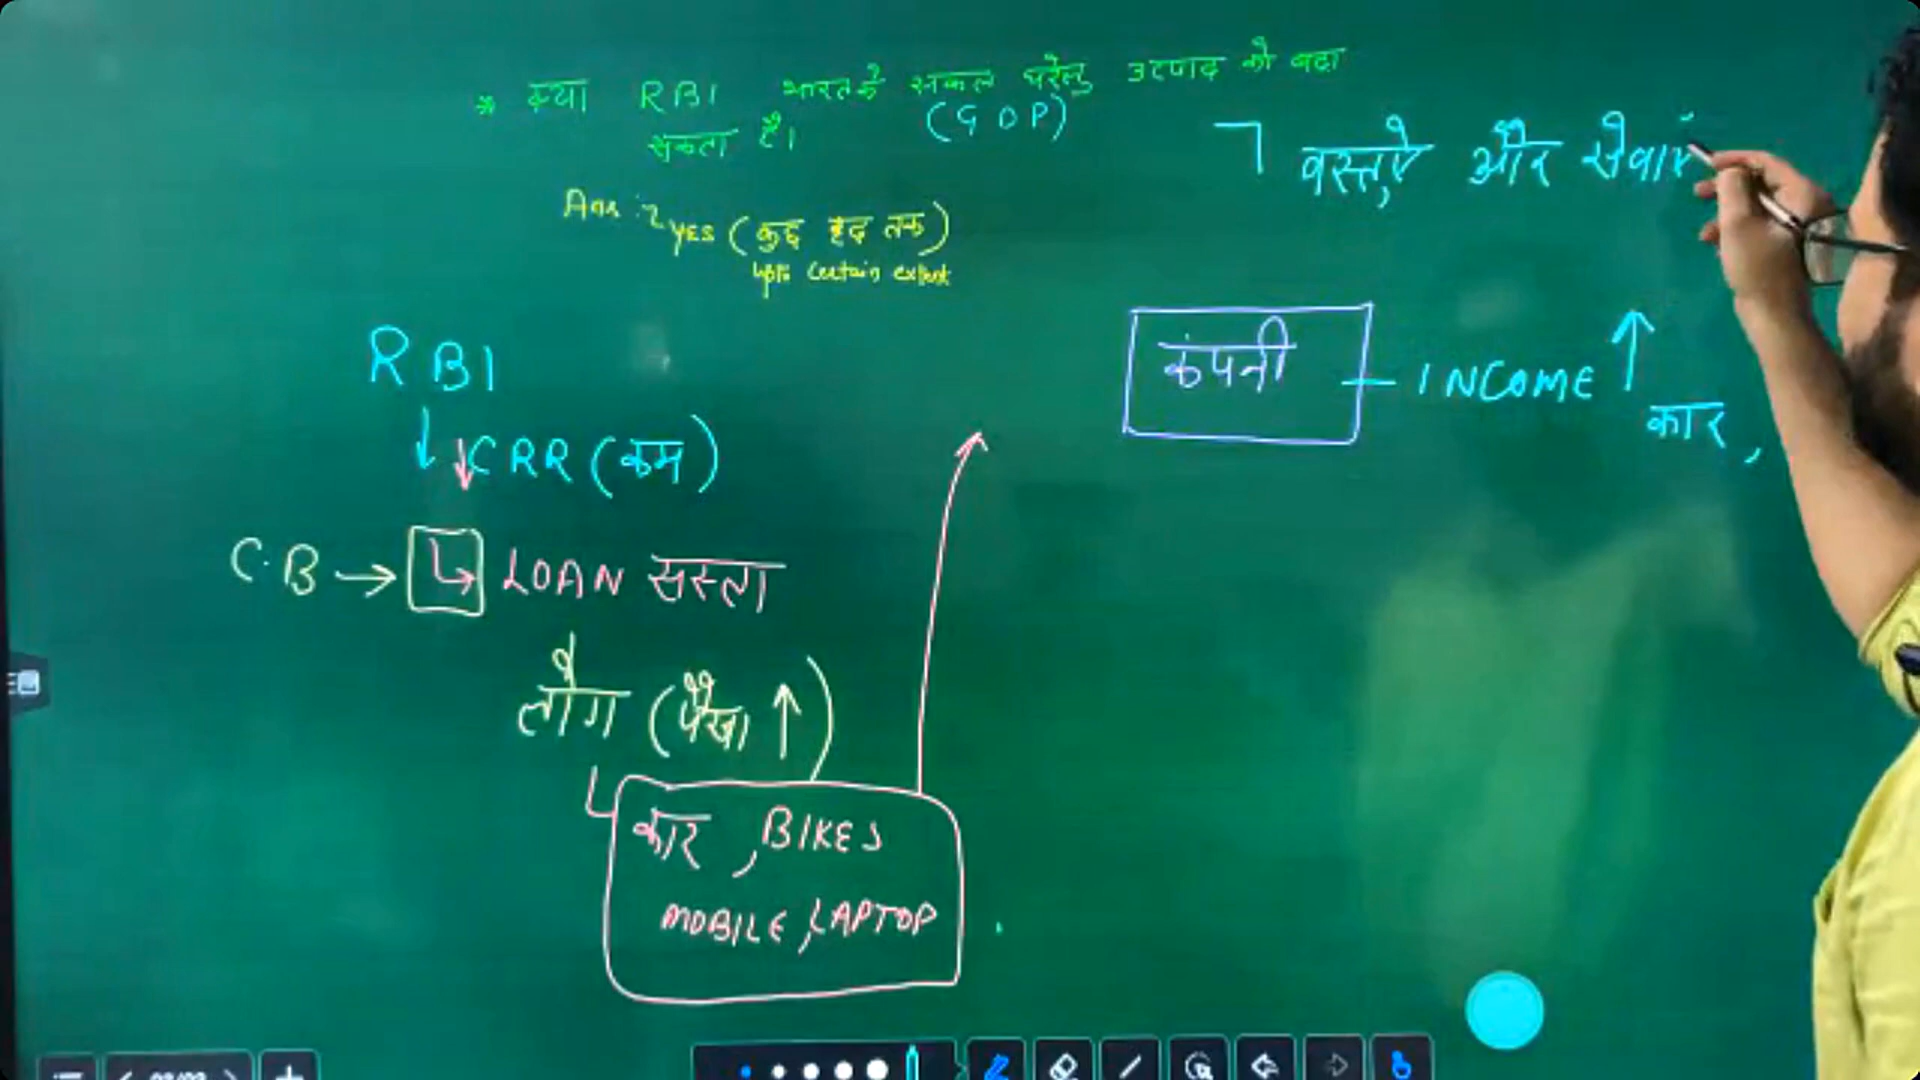 * क्या RBI भारत के सकल घरेलु उत्पाद को बढ़ा
सकता है।
(GDP)
वस्तुऐ और सेवाए
Ans :- YES (कुछ हद तक)
upto certain extent
RBI
CRR (कम)
कंपनी
INCOME ↑
कार,
C.B → LOAN सस्ता
लोग (पैसा ↑)
कार, BIKES
MOBILE, LAPTOP